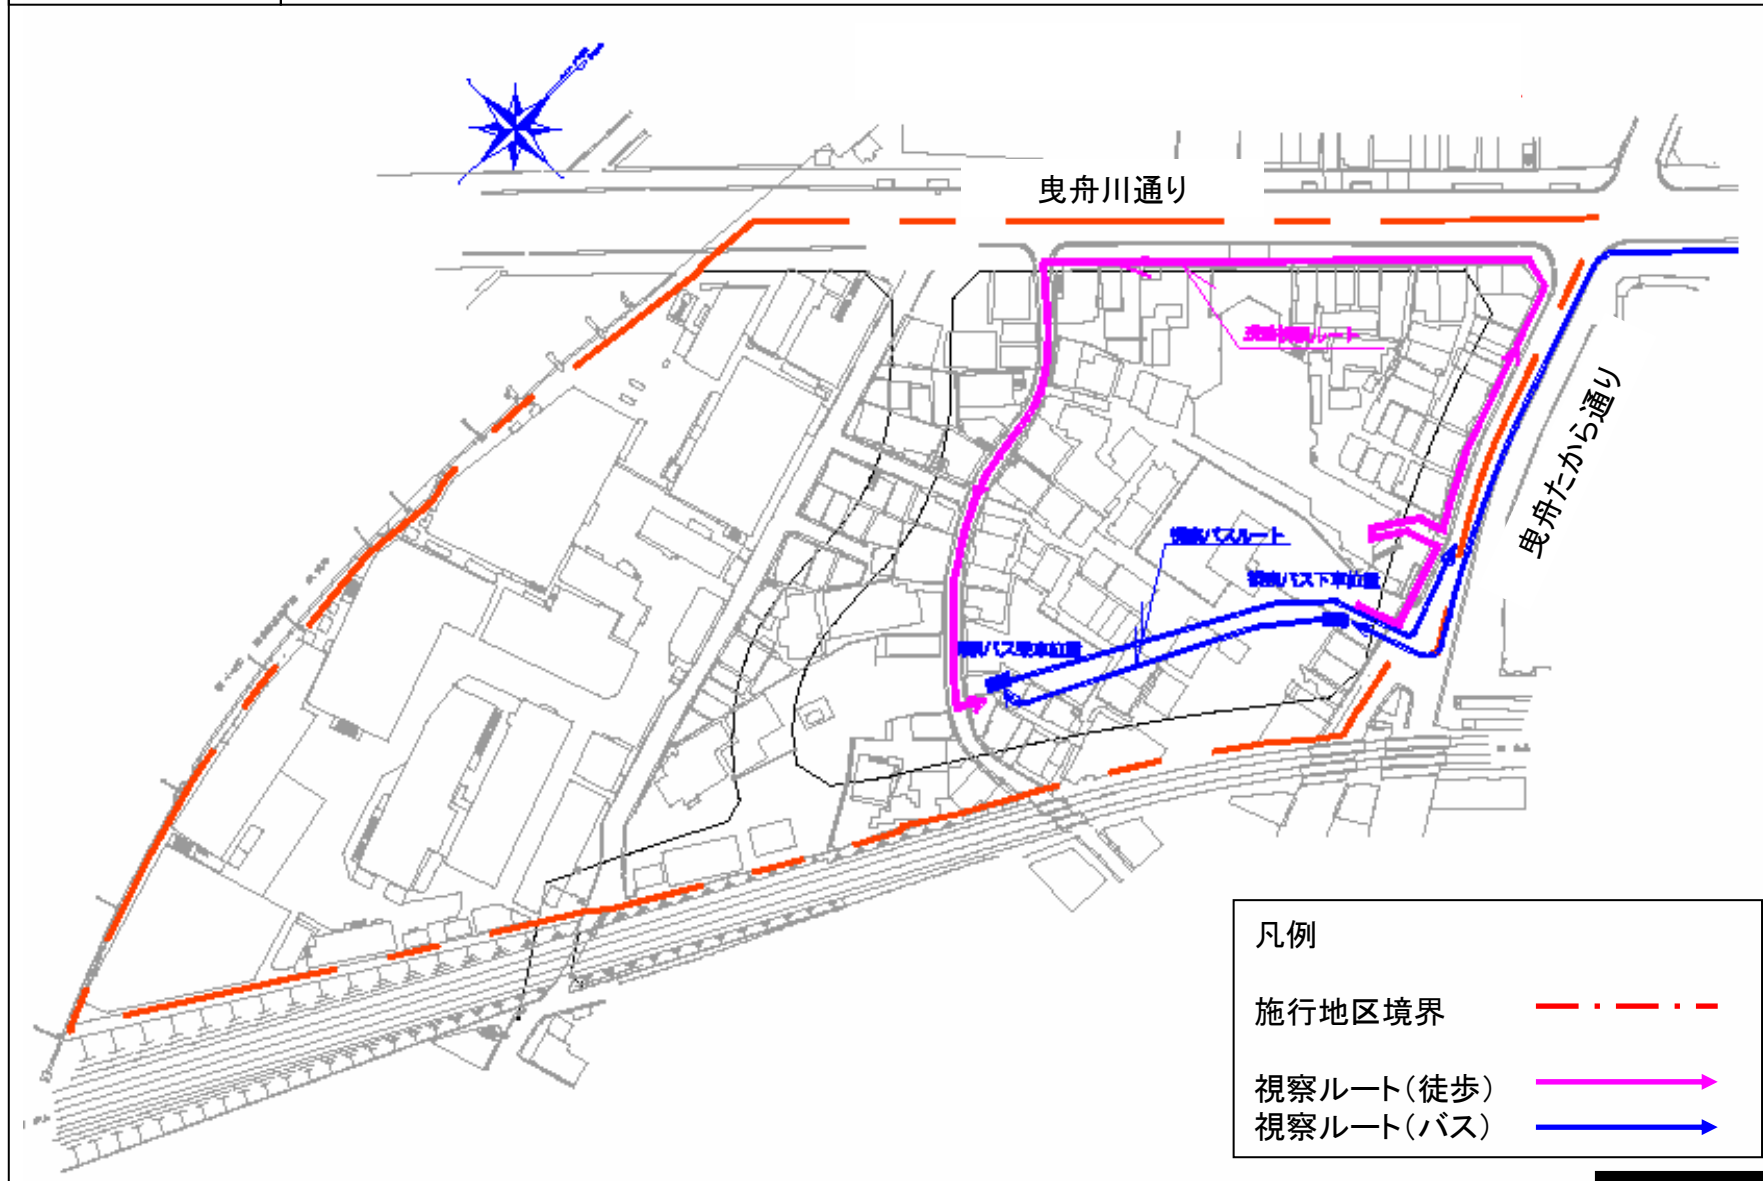 曳舟川通り
視察バスルート
視察バス下車位置
曳舟たから通り
凡例
施行地区境界
視察ルート（徒歩）
視察ルート（バス）